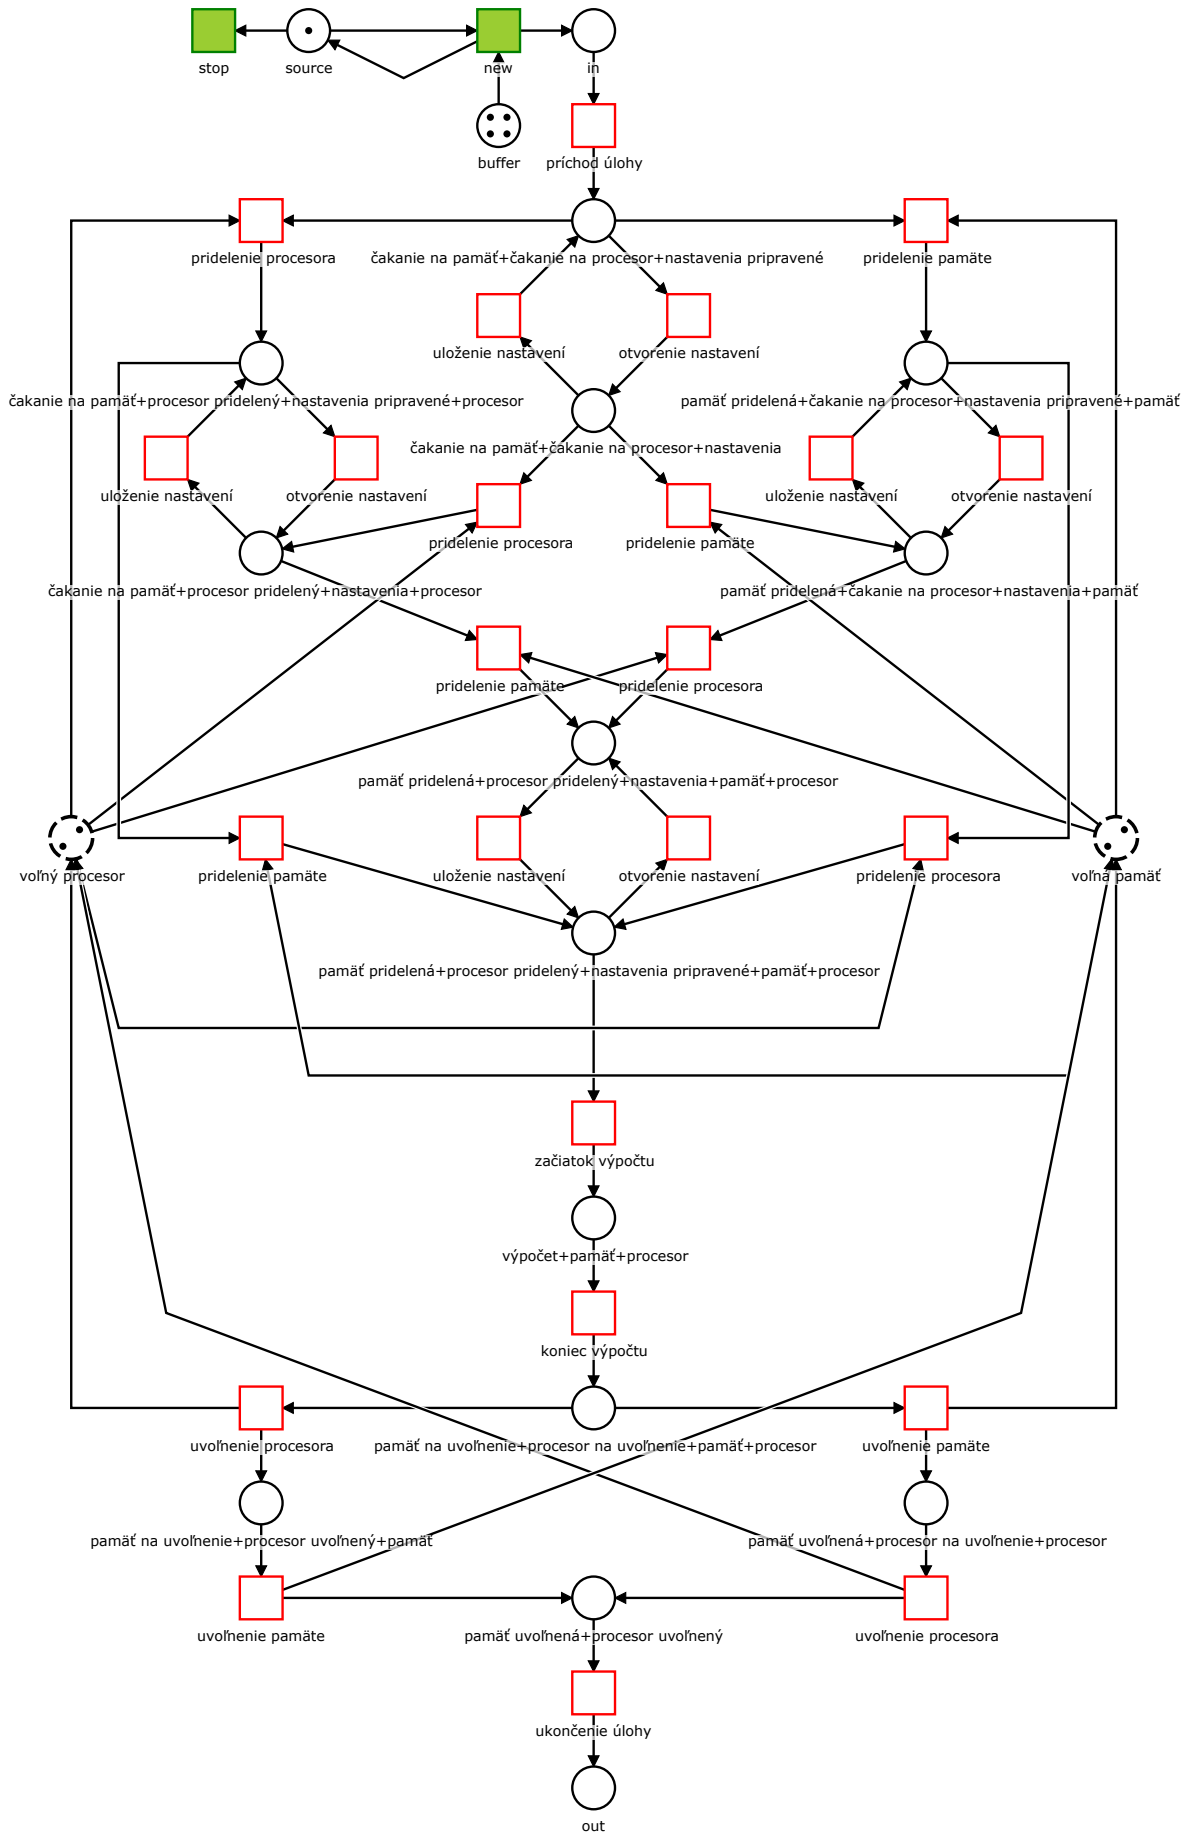 stop
source
new
in
buffer
príchod úlohy
pridelenie procesora
čakanie na pamäť+čakanie na procesor+nastavenia pripravené
pridelenie pamäte
uloženie nastavení
otvorenie nastavení
čakanie na pamäť+procesor pridelený+nastavenia pripravené+procesor
pamäť pridelená+čakanie na procesor+nastavenia pripravené+pamäť
čakanie na pamäť+čakanie na procesor+nastavenia
uloženie nastavení
otvorenie nastavení
uloženie nastavení
otvorenie nastavení
pridelenie procesora
pridelenie pamäte
čakanie na pamäť+procesor pridelený+nastavenia+procesor
pamäť pridelená+čakanie na procesor+nastavenia+pamäť
pridelenie pamäte
pridelenie procesora
pamäť pridelená+procesor pridelený+nastavenia+pamäť+procesor
voľný procesor
pridelenie pamäte
uloženie nastavení
otvorenie nastavení
pridelenie procesora
voľná pamäť
pamäť pridelená+procesor pridelený+nastavenia pripravené+pamäť+procesor
začiatok výpočtu
výpočet+pamäť+procesor
koniec výpočtu
uvoľnenie procesora
pamäť na uvoľnenie+procesor na uvoľnenie+pamäť+procesor
uvoľnenie pamäte
pamäť na uvoľnenie+procesor uvoľnený+pamäť
pamäť uvoľnená+procesor na uvoľnenie+procesor
uvoľnenie pamäte
pamäť uvoľnená+procesor uvoľnený
uvoľnenie procesora
ukončenie úlohy
out